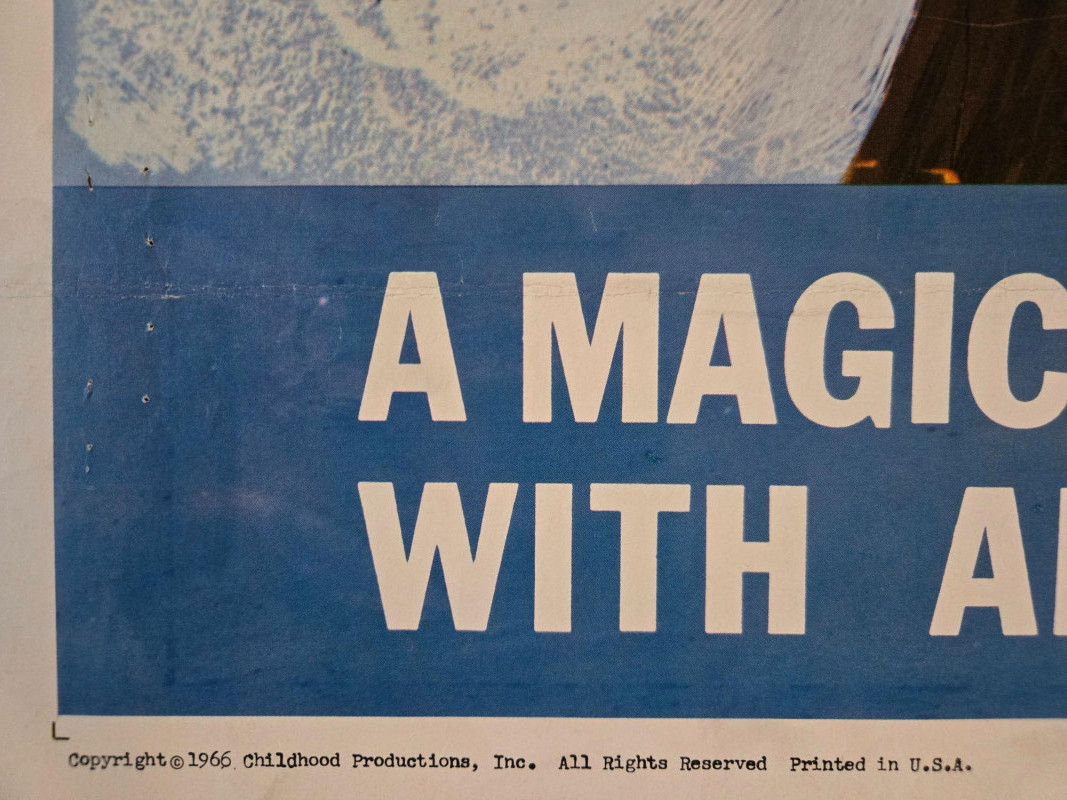 A MAGIC
WITH A
Copyright © 1966 Childhood Productions, Inc. All Rights Reserved Printed in U.S.A.